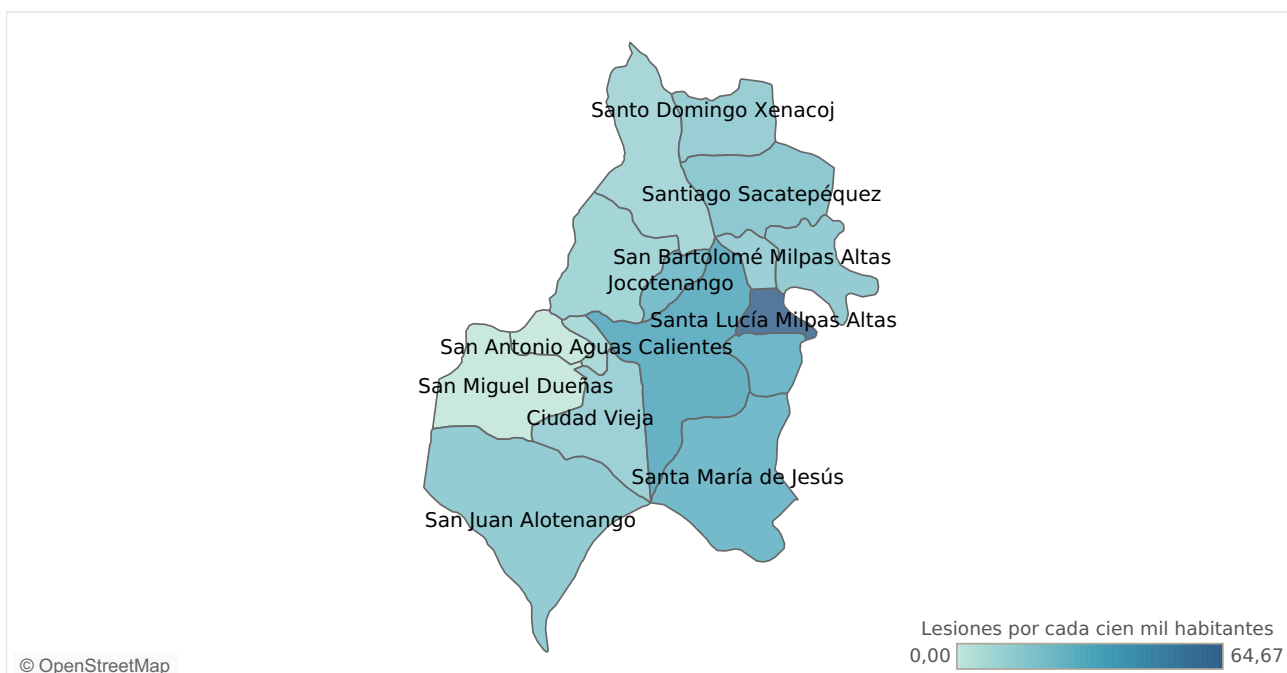 Santo Domingo Xenacoj
Santiago Sacatepéquez
San Bartolomé Milpas Altas
Jocotenango
Santa Lucía Milpas Altas
San Antonio Aguas Calientes
San Miguel Dueñas
Ciudad Vieja
Santa María de Jesús
San Juan Alotenango
Lesiones por cada cien mil habitantes
0,00 64,67
© OpenStreetMap